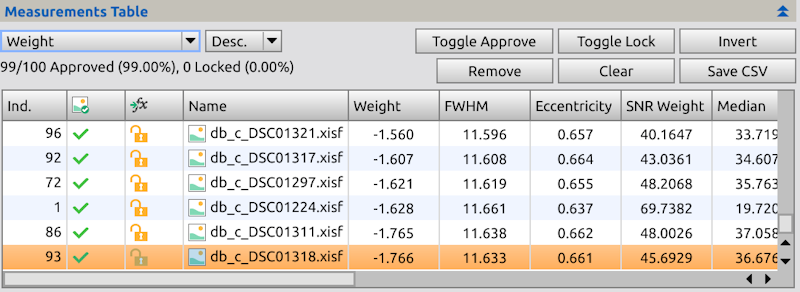 Measurements Table
Weight Desc. Toggle Approve Toggle Lock Invert
99/100 Approved (99.00%), 0 Locked (0.00%) Remove Clear Save CSV
Ind. fx Name Weight FWHM Eccentricity SNR Weight Median
96 db_c_DSC01321.xisf -1.560 11.596 0.657 40.1647 33.719
92 db_c_DSC01317.xisf -1.607 11.608 0.664 43.0361 34.607
72 db_c_DSC01297.xisf -1.621 11.619 0.655 48.2068 35.763
1 db_c_DSC01224.xisf -1.628 11.661 0.637 69.7382 19.720
86 db_c_DSC01311.xisf -1.765 11.638 0.662 48.0026 37.058
93 db_c_DSC01318.xisf -1.766 11.633 0.661 45.6929 36.676